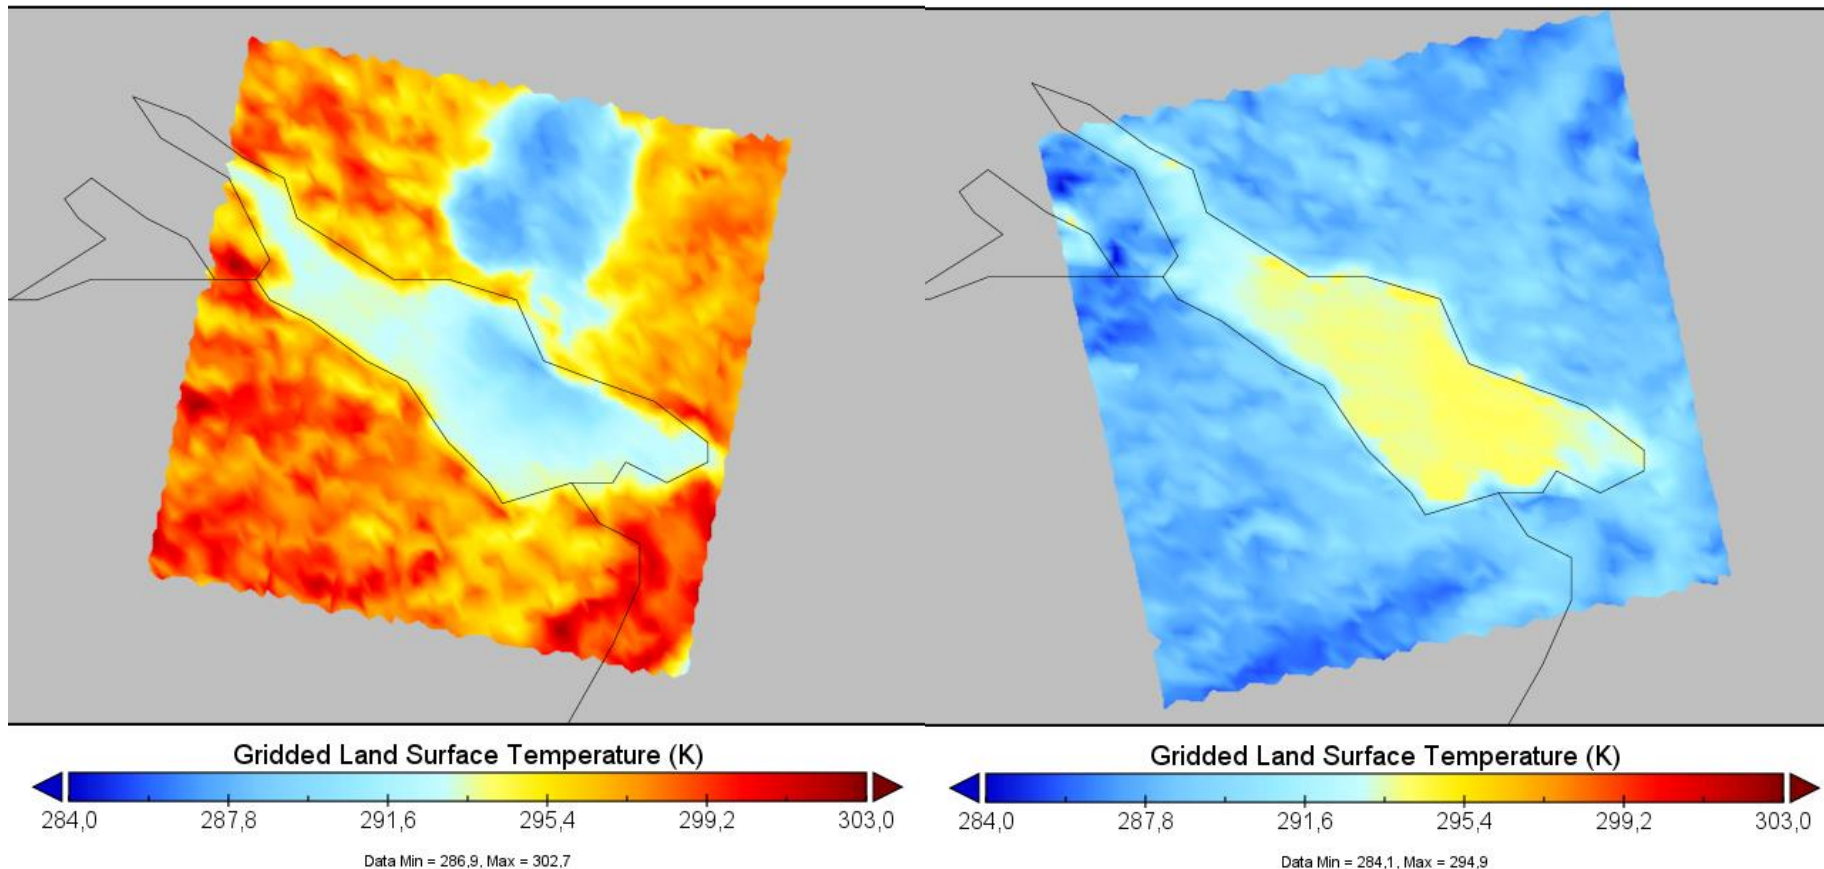 Gridded Land Surface Temperature (K)
284,0 287,8 291,6 295,4 299,2 303,0
Data Min = 286,9, Max = 302,7
Gridded Land Surface Temperature (K)
284,0 287,8 291,6 295,4 299,2 303,0
Data Min = 284,1, Max = 294,9